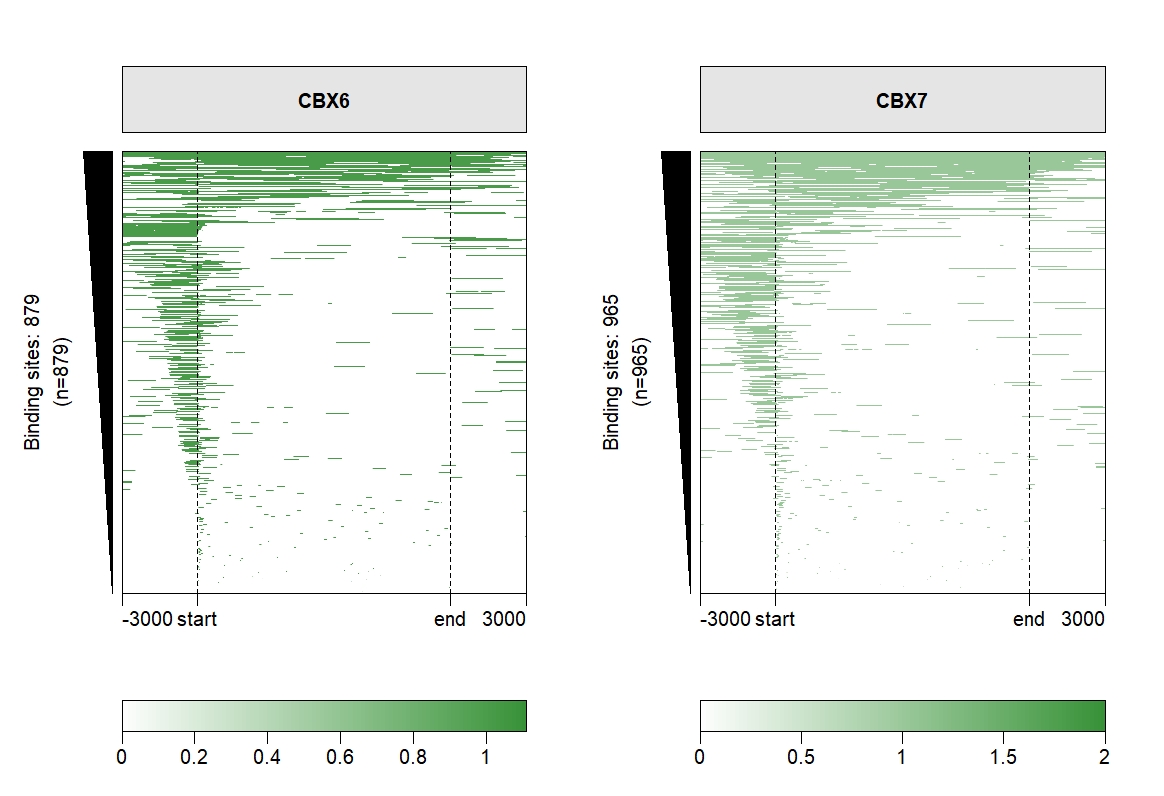 CBX6
CBX7
Binding sites: 879
(n=879)
Binding sites: 965
(n=965)
-3000 start end 3000
-3000 start end 3000
0 0.2 0.4 0.6 0.8 1
0 0.5 1 1.5 2